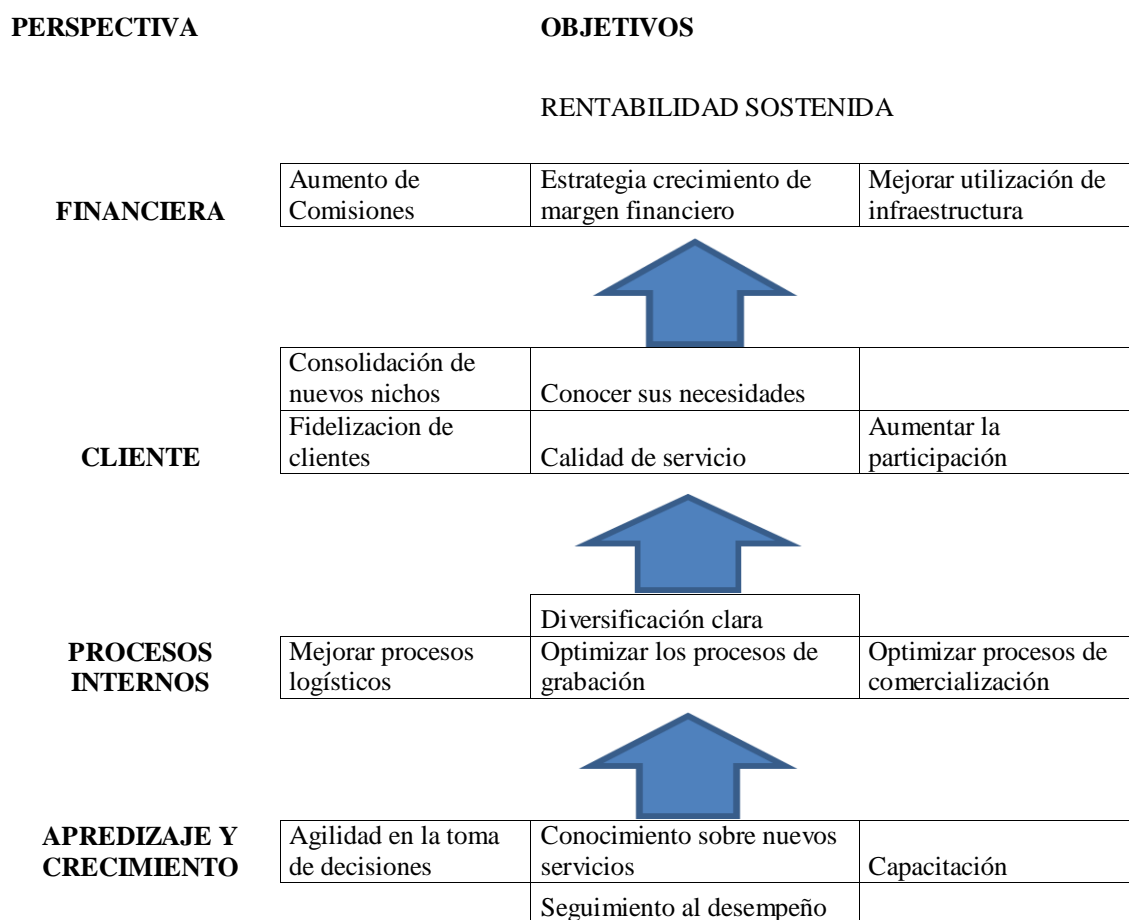 PERSPECTIVA OBJETIVOS
RENTABILIDAD SOSTENIDA
FINANCIERA
Aumento de
Comisiones
Estrategia crecimiento de
margen financiero
Mejorar utilización de
infraestructura
Consolidación de
nuevos nichos
Conocer sus necesidades
CLIENTE
Fidelizacion de
clientes
Calidad de servicio
Aumentar la
participación
Diversificación clara
PROCESOS
INTERNOS
Mejorar procesos
logísticos
Optimizar los procesos de
grabación
Optimizar procesos de
comercialización
APREDIZAJE Y
CRECIMIENTO
Agilidad en la toma
de decisiones
Conocimiento sobre nuevos
servicios
Capacitación
Seguimiento al desempeño